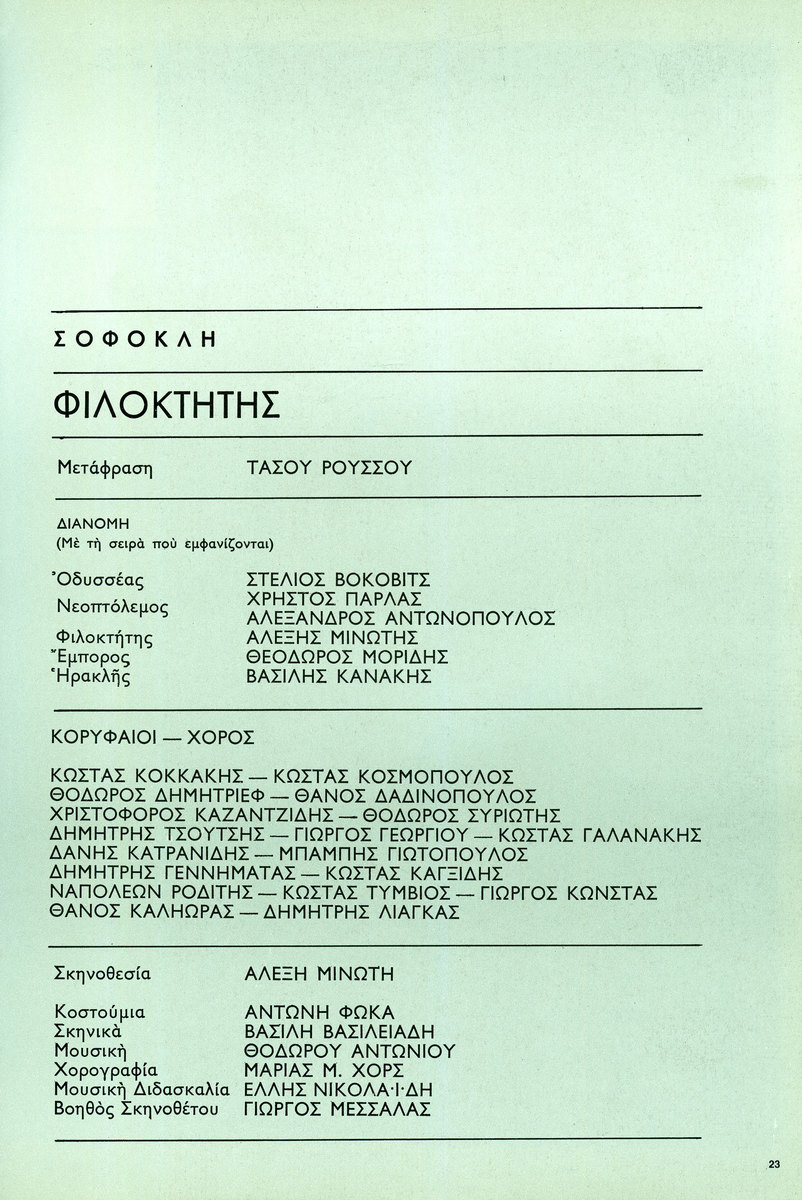 ΣΟΦΟΚΛΗ
ΦΙΛΟΚΤΗΤΗΣ
Μετάφραση ΤΑΣΟΥ ΡΟΥΣΣΟΥ
ΔΙΑΝΟΜΗ
(Μὲ τὴ σειρὰ ποὺ εμφανίζονται)
Ὀδυσσέας ΣΤΕΛΙΟΣ ΒΟΚΟΒΙΤΣ
Νεοπτόλεμος ΧΡΗΣΤΟΣ ΠΑΡΛΑΣ
ΑΛΕΞΑΝΔΡΟΣ ΑΝΤΩΝΟΠΟΥΛΟΣ
Φιλοκτήτης ΑΛΕΞΗΣ ΜΙΝΩΤΗΣ
Ἔμπορος ΘΕΟΔΩΡΟΣ ΜΟΡΙΔΗΣ
Ἡρακλῆς ΒΑΣΙΛΗΣ ΚΑΝΑΚΗΣ
ΚΟΡΥΦΑΙΟΙ — ΧΟΡΟΣ
ΚΩΣΤΑΣ ΚΟΚΚΑΚΗΣ — ΚΩΣΤΑΣ ΚΟΣΜΟΠΟΥΛΟΣ
ΘΟΔΩΡΟΣ ΔΗΜΗΤΡΙΕΦ — ΘΑΝΟΣ ΔΑΔΙΝΟΠΟΥΛΟΣ
ΧΡΙΣΤΟΦΟΡΟΣ ΚΑΖΑΝΤΖΙΔΗΣ — ΘΟΔΩΡΟΣ ΣΥΡΙΩΤΗΣ
ΔΗΜΗΤΡΗΣ ΤΣΟΥΤΣΗΣ — ΓΙΩΡΓΟΣ ΓΕΩΡΓΙΟΥ — ΚΩΣΤΑΣ ΓΑΛΑΝΑΚΗΣ
ΔΑΝΗΣ ΚΑΤΡΑΝΙΔΗΣ — ΜΠΑΜΠΗΣ ΓΙΩΤΟΠΟΥΛΟΣ
ΔΗΜΗΤΡΗΣ ΓΕΝΝΗΜΑΤΑΣ — ΚΩΣΤΑΣ ΚΑΓΞΙΔΗΣ
ΝΑΠΟΛΕΩΝ ΡΟΔΙΤΗΣ — ΚΩΣΤΑΣ ΤΥΜΒΙΟΣ — ΓΙΩΡΓΟΣ ΚΩΝΣΤΑΣ
ΘΑΝΟΣ ΚΑΛΗΩΡΑΣ — ΔΗΜΗΤΡΗΣ ΛΙΑΓΚΑΣ
Σκηνοθεσία ΑΛΕΞΗ ΜΙΝΩΤΗ
Κοστούμια ΑΝΤΩΝΗ ΦΩΚΑ
Σκηνικὰ ΒΑΣΙΛΗ ΒΑΣΙΛΕΙΑΔΗ
Μουσικὴ ΘΟΔΩΡΟΥ ΑΝΤΩΝΙΟΥ
Χορογραφία ΜΑΡΙΑΣ Μ. ΧΟΡΣ
Μουσικὴ Διδασκαλία ΕΛΛΗΣ ΝΙΚΟΛΑ·Ι·ΔΗ
Βοηθὸς Σκηνοθέτου ΓΙΩΡΓΟΣ ΜΕΣΣΑΛΑΣ
23